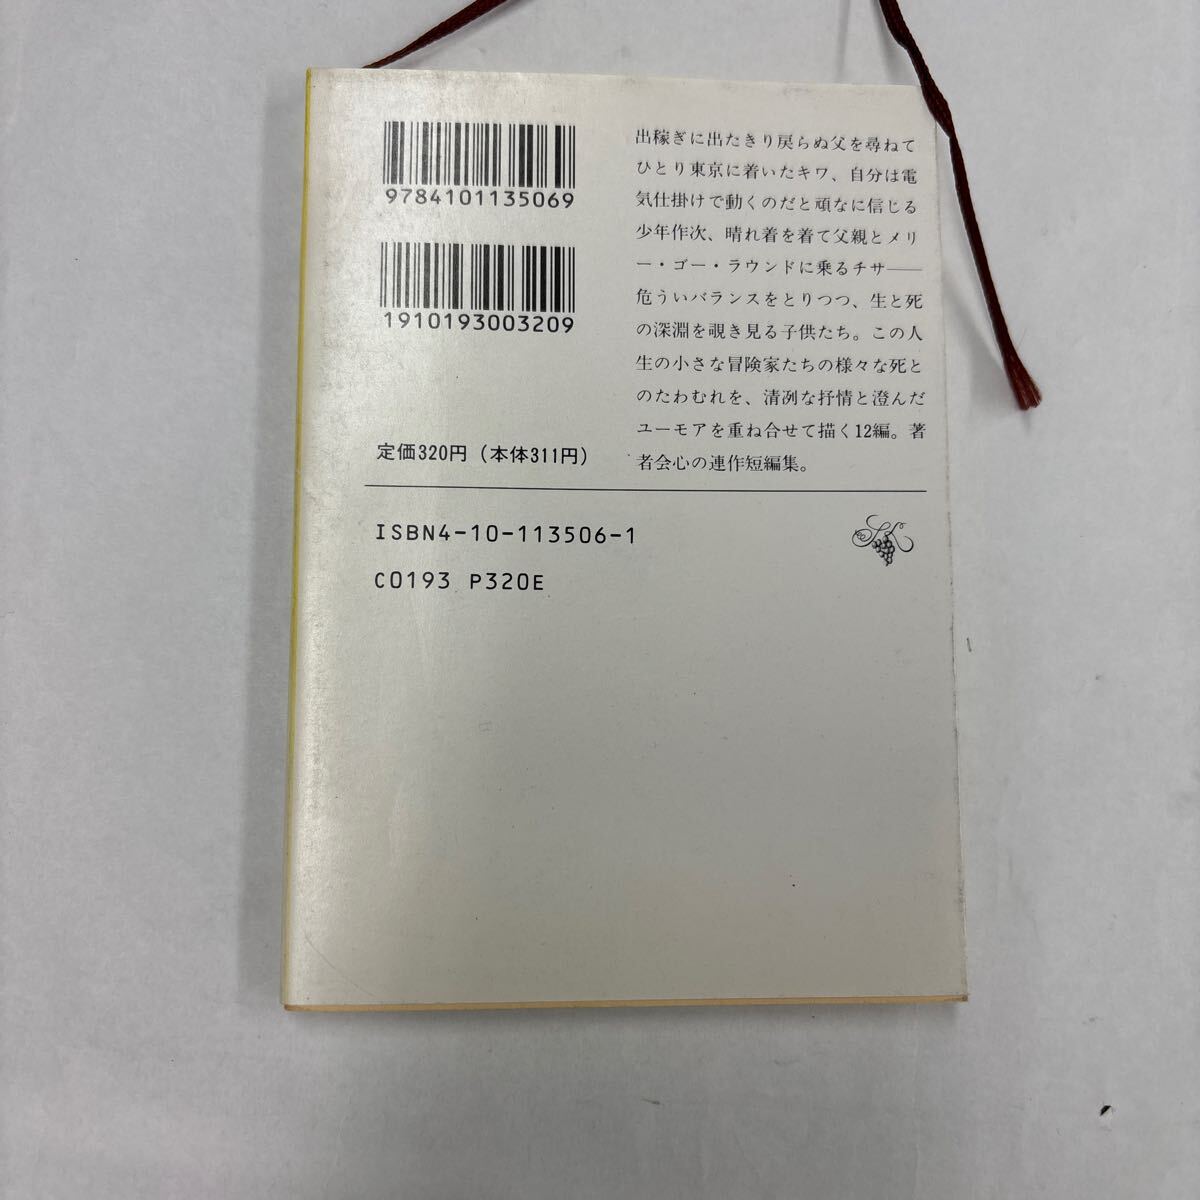 9784101135069
1910193003209
定価320円（本体311円）
出稼ぎに出たきり戻らぬ父を尋ねて
ひとり東京に着いたキワ、自分は電
気仕掛けで動くのだと頑なに信じる
少年作次、晴れ着を着て父親とメリ
ー・ゴー・ラウンドに乗るチサ――
危ういバランスをとりつつ、生と死
の深淵を覗き見る子供たち。この人
生の小さな冒険家たちの様々な死と
のたわむれを、清冽な抒情と澄んだ
ユーモアを重ね合せて描く12編。著
者会心の連作短編集。
ISBN4-10-113506-1
C0193 P320E